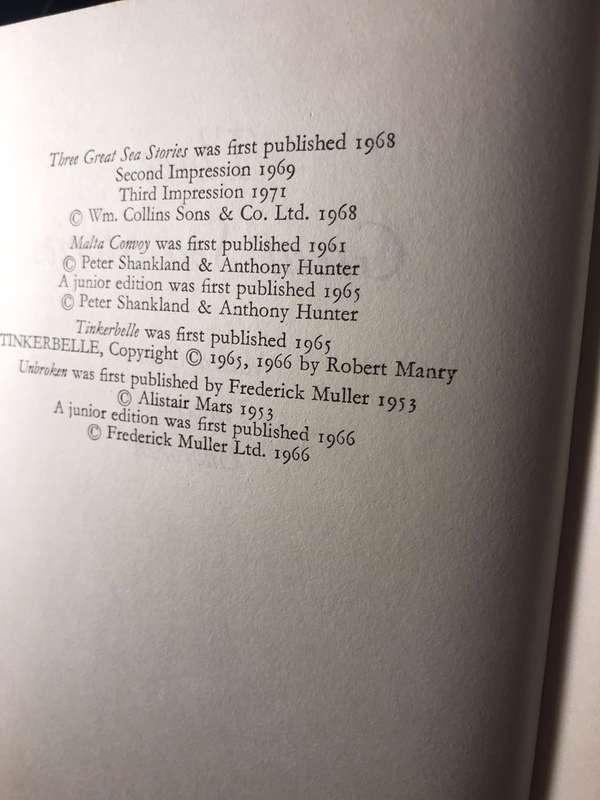 Three Great Sea Stories was first published 1968
Second Impression 1969
Third Impression 1971
© Wm. Collins Sons & Co. Ltd. 1968
Malta Convoy was first published 1961
© Peter Shankland & Anthony Hunter
A junior edition was first published 1965
© Peter Shankland & Anthony Hunter
Tinkerbelle was first published 1965
TINKERBELLE, Copyright © 1965, 1966 by Robert Manry
Unbroken was first published by Frederick Muller 1953
© Alistair Mars 1953
A junior edition was first published 1966
© Frederick Muller Ltd. 1966